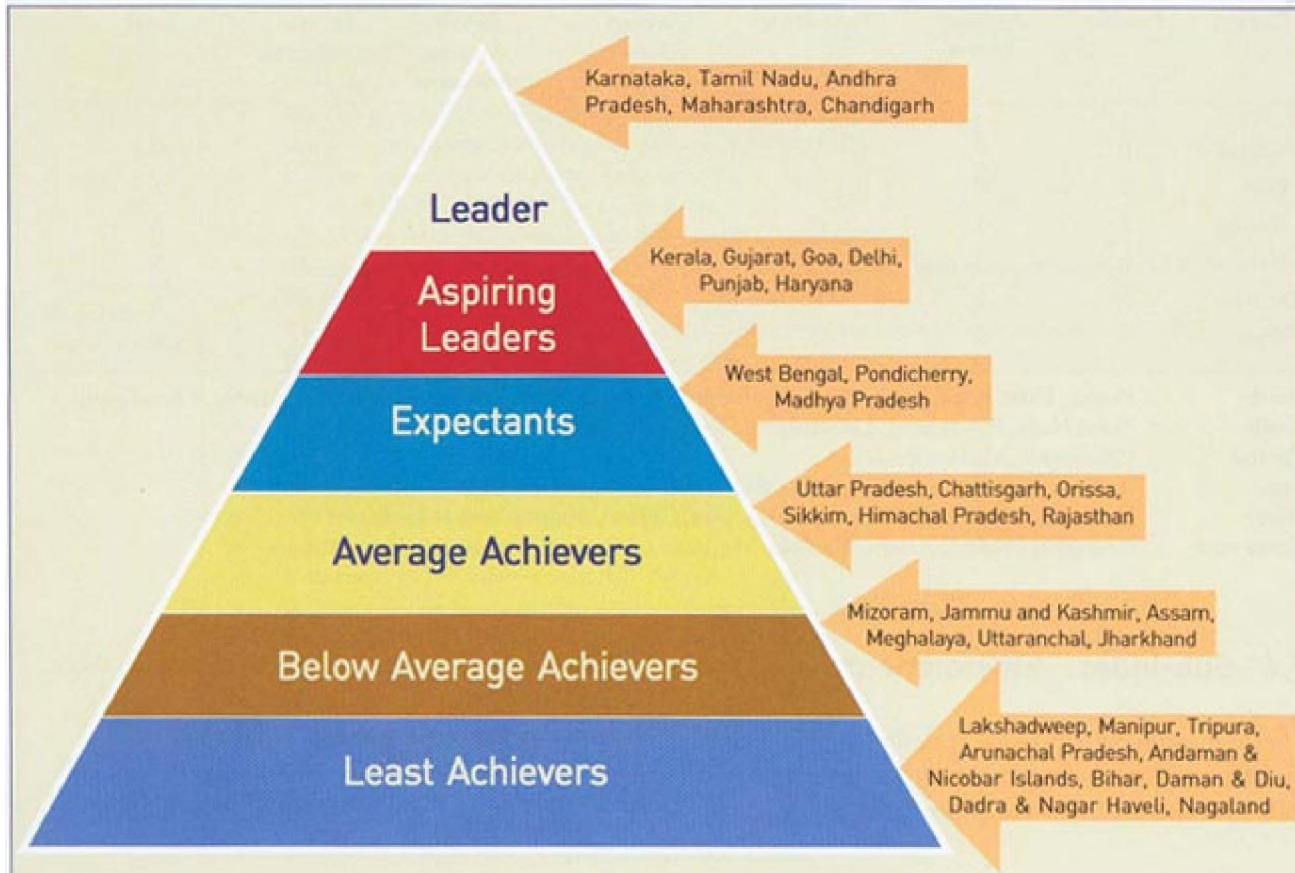 Karnataka, Tamil Nadu, Andhra
Pradesh, Maharashtra, Chandigarh
Leader
Kerala, Gujarat, Goa, Delhi,
Punjab, Haryana
Aspiring
Leaders
West Bengal, Pondicherry,
Madhya Pradesh
Expectants
Uttar Pradesh, Chattisgarh, Orissa,
Sikkim, Himachal Pradesh, Rajasthan
Average Achievers
Mizoram, Jammu and Kashmir, Assam,
Meghalaya, Uttaranchal, Jharkhand
Below Average Achievers
Lakshadweep, Manipur, Tripura,
Arunachal Pradesh, Andaman &
Nicobar Islands, Bihar, Daman & Diu,
Dadra & Nagar Haveli, Nagaland
Least Achievers